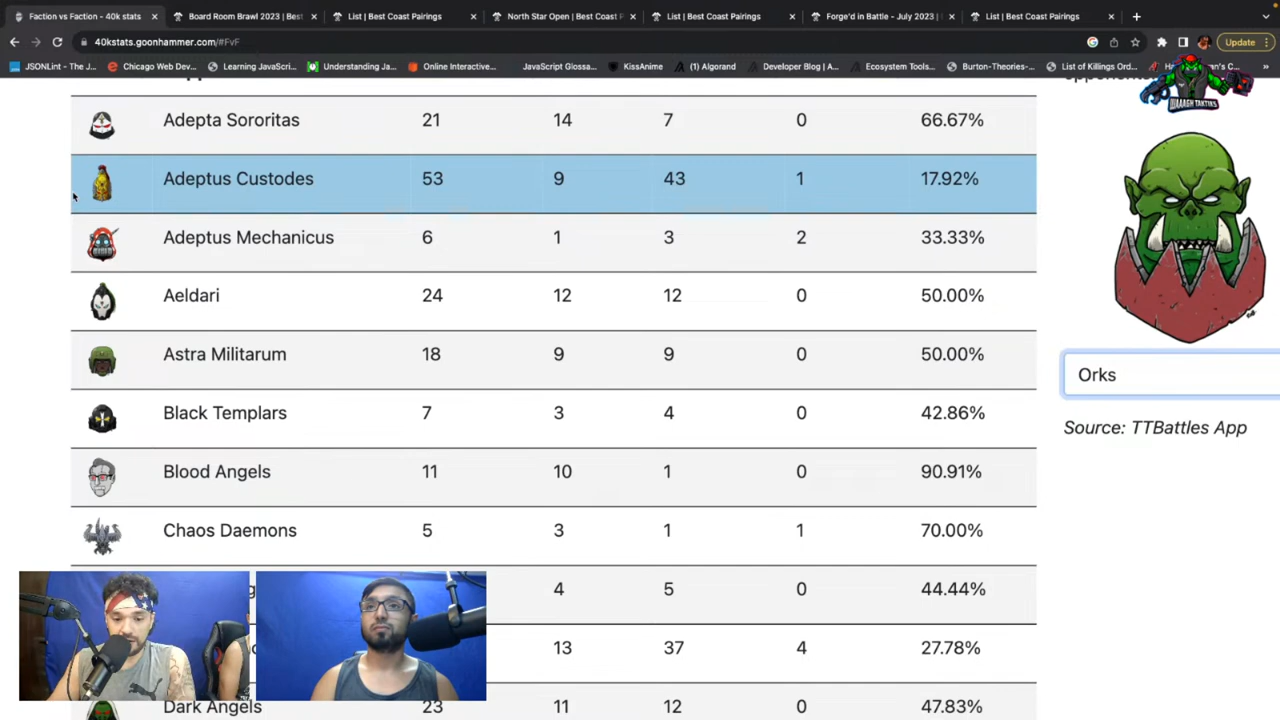 Faction vs Faction - 40k stats
Board Room Brawl 2023 | Best
List | Best Coast Pairings
North Star Open | Best Coast P
List | Best Coast Pairings
Forge'd in Battle - July 2023 |
List | Best Coast Pairings
40kstats.goonhammer.com/#FvF
Update
JSONLint - The J...
Chicago Web Dev...
Learning JavaScri...
Understanding Ja...
Online Interactive...
JavaScript Glossa...
KissAnime
(1) Algorand
Developer Blog | A...
Ecosystem Tools...
Burton-Theories-...
List of Killings Ord...
WAAAGH TAKTIKS
Adepta Sororitas 21 14 7 0 66.67%
Adeptus Custodes 53 9 43 1 17.92%
Adeptus Mechanicus 6 1 3 2 33.33%
Aeldari 24 12 12 0 50.00%
Astra Militarum 18 9 9 0 50.00%
Black Templars 7 3 4 0 42.86%
Blood Angels 11 10 1 0 90.91%
Chaos Daemons 5 3 1 1 70.00%
4 5 0 44.44%
13 37 4 27.78%
Dark Angels 23 11 12 0 47.83%
Orks
Source: TTBattles App